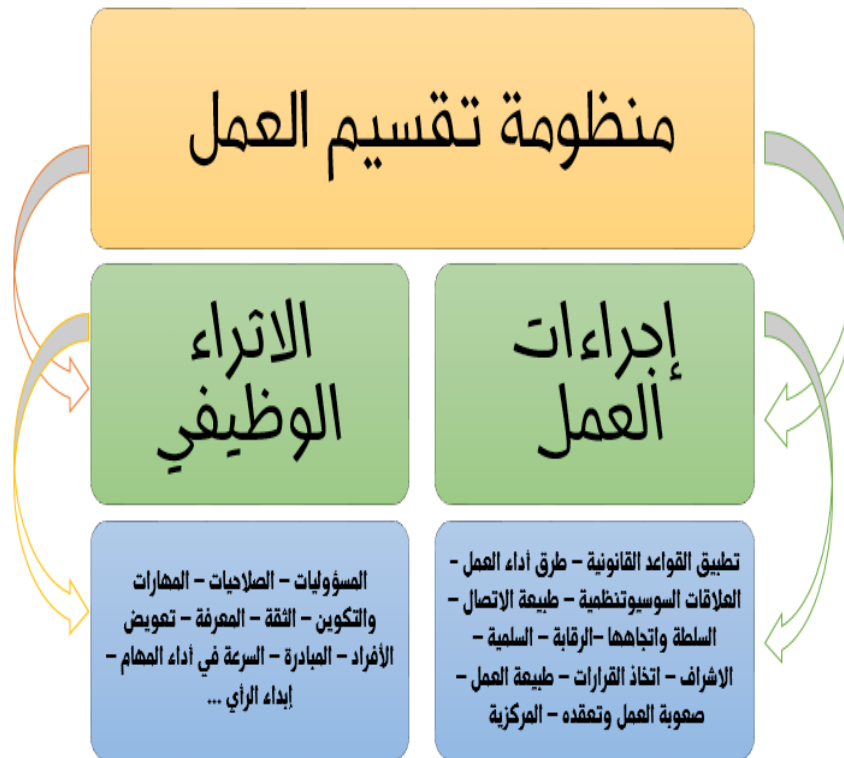 منظومة تقسيم العمل
إجراءات
العمل
الاثراء
الوظيفي
تطبيق القواعد القانونية – طرق أداء العمل –
العلاقات السوسيوتنظمية – طبيعة الاتصال –
السلطة واتجاهها –الرقابة – السلمية –
الاشراف – اتخاذ القرارات – طبيعة العمل –
صعوبة العمل وتعقده – المركزية
المسؤوليات – الصلاحيات – المهارات
والتكوين – الثقة – المعرفة – تعويض
الأفراد – المبادرة – السرعة في أداء المهام –
إبداء الرأي ...